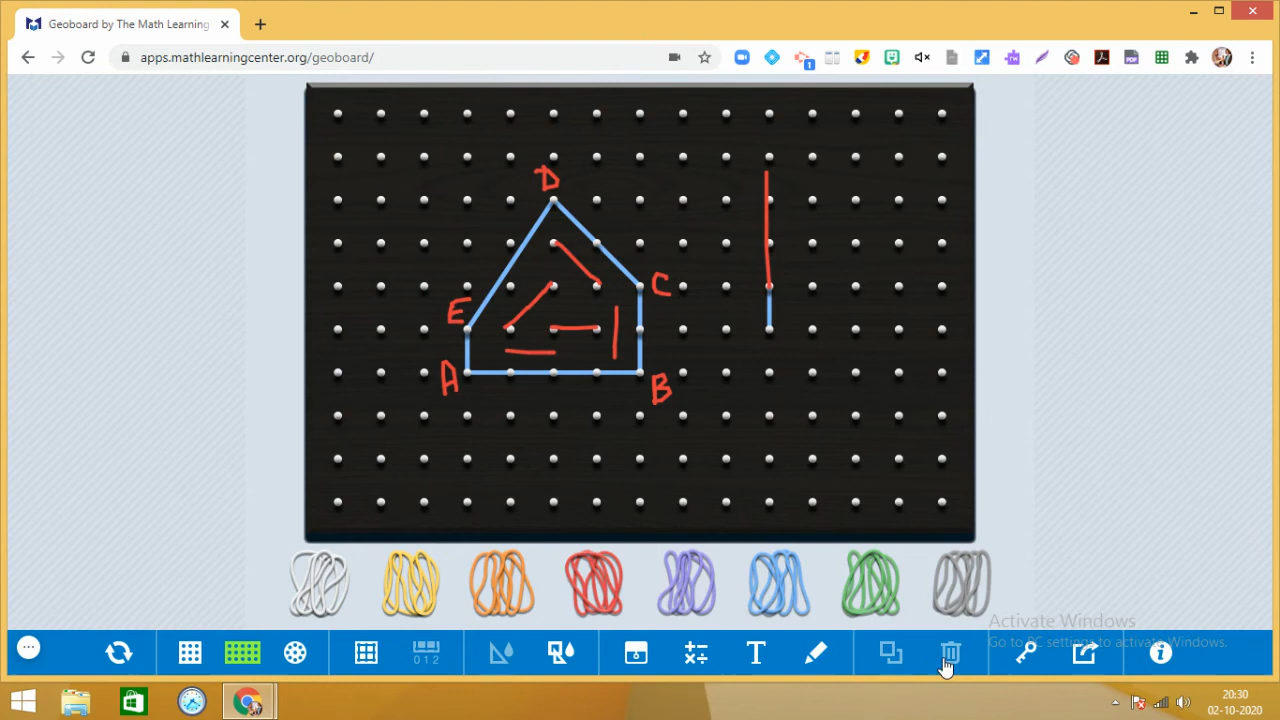 Geoboard by The Math Learning
apps.mathlearningcenter.org/geoboard/
1
D
C
E
A
B
Activate Windows
Go to PC settings to activate Windows.
0 1 2
T
i
20:30
02-10-2020